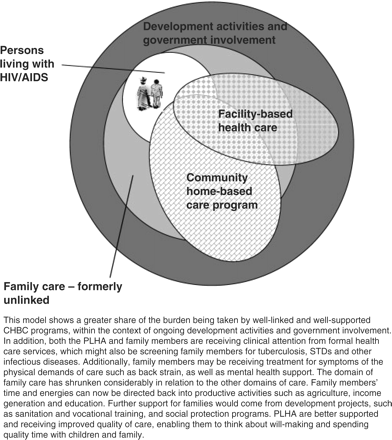 Development activities and
government involvement
Persons
living with
HIV/AIDS
Facility-based
health care
Community
home-based
care program
Family care – formerly
unlinked
This model shows a greater share of the burden being taken by well-linked and well-supported
CHBC programs, within the context of ongoing development activities and government involvement.
In addition, both the PLHA and family members are receiving clinical attention from formal health
care services, which might also be screening family members for tuberculosis, STDs and other
infectious diseases. Additionally, family members may be receiving treatment for symptoms of the
physical demands of care such as back strain, as well as mental health support. The domain of
family care has shrunken considerably in relation to the other domains of care. Family members'
time and energies can now be directed back into productive activities such as agriculture, income
generation and education. Further support for families would come from development projects, such
as sanitation and vocational training, and social protection programs. PLHA are better supported
and receiving improved quality of care, enabling them to think about will-making and spending
quality time with children and family.